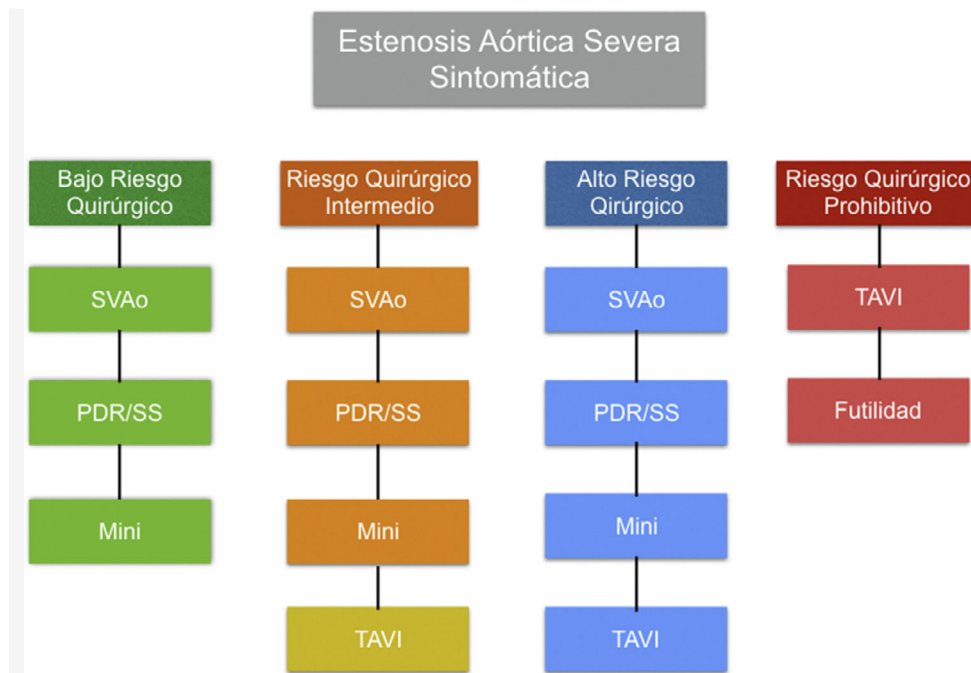 Estenosis Aórtica Severa
Sintomática
Bajo Riesgo
Quirúrgico
SVAo
PDR/SS
Mini
Riesgo Quirúrgico
Intermedio
SVAo
PDR/SS
Mini
TAVI
Alto Riesgo
Qirúrgico
SVAo
PDR/SS
Mini
TAVI
Riesgo Quirúrgico
Prohibitivo
TAVI
Futilidad